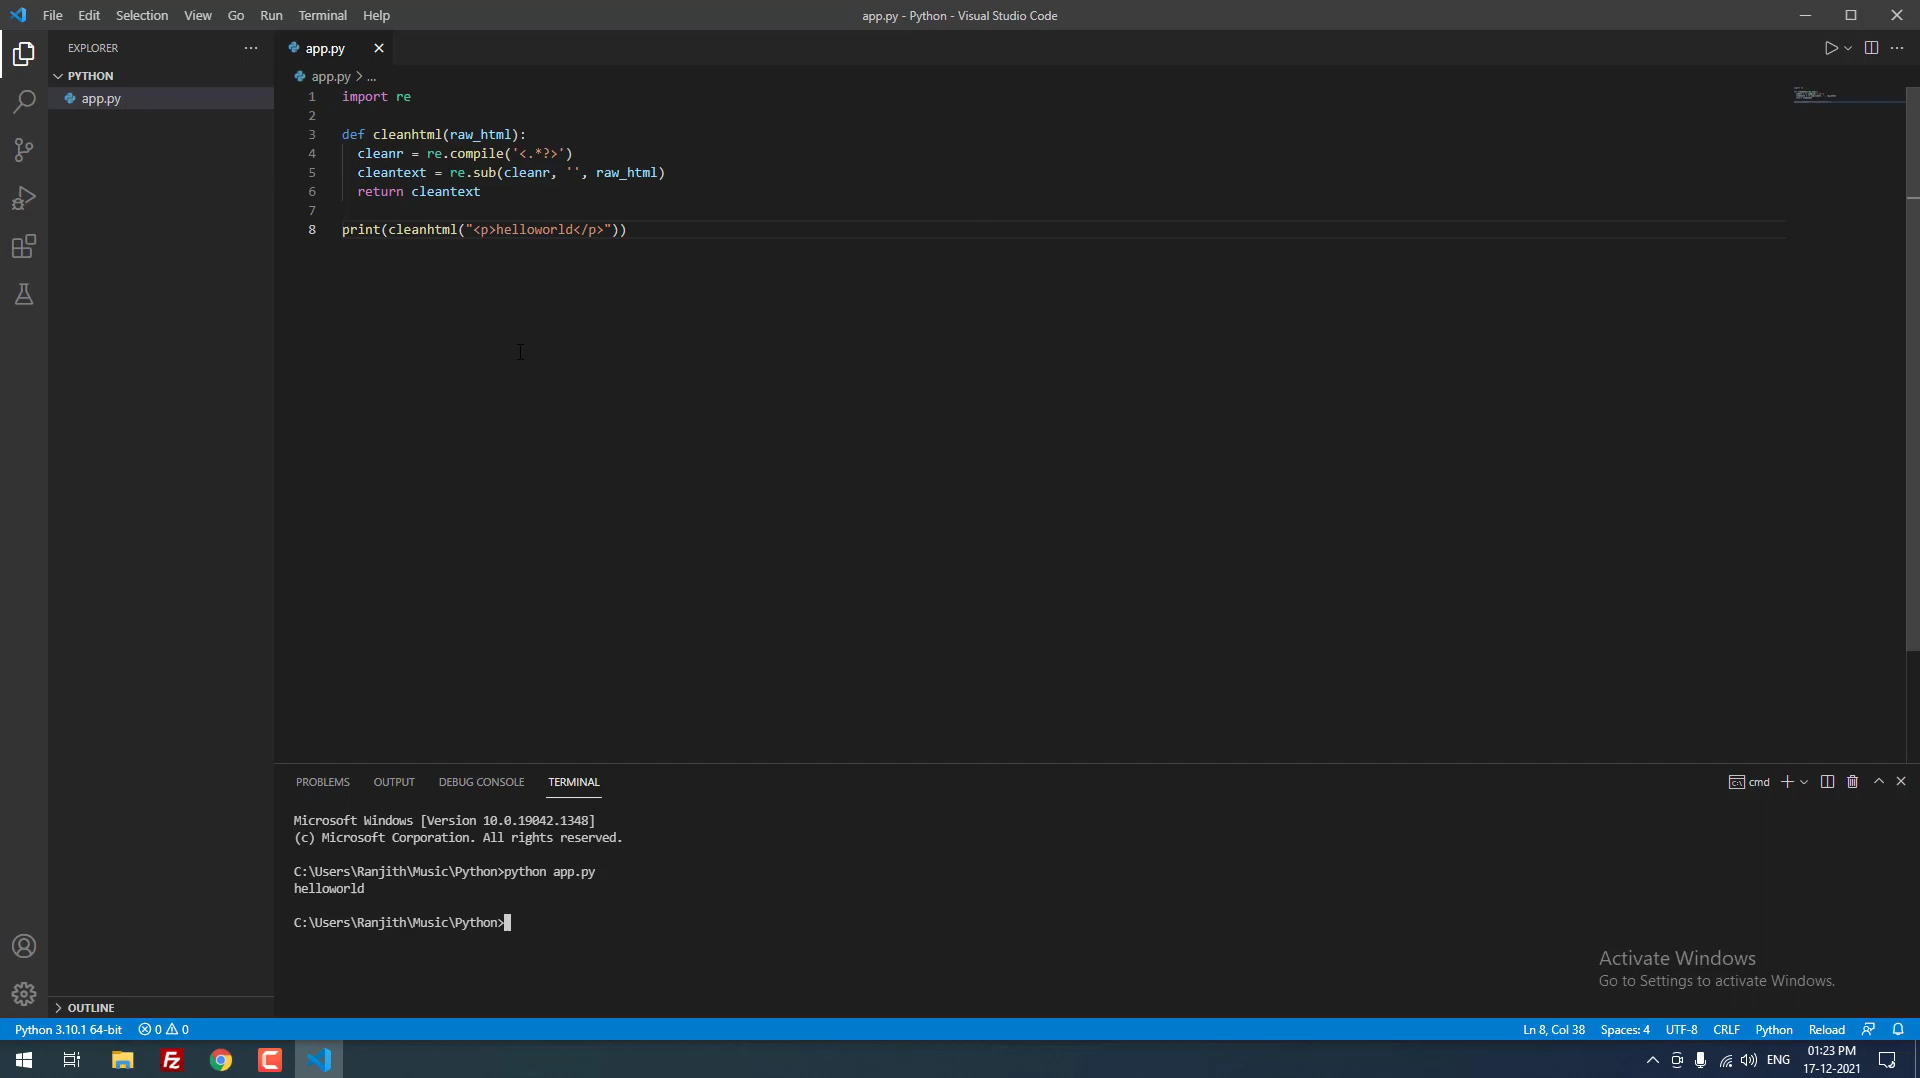 File Edit Selection View Go Run Terminal Help
app.py - Python - Visual Studio Code
EXPLORER
PYTHON
app.py
OUTLINE
app.py
app.py > ...
1 import re
2
3 def cleanhtml(raw_html):
4 cleanr = re.compile('<.*?>')
5 cleantext = re.sub(cleanr, '', raw_html)
6 return cleantext
7
8 print(cleanhtml("<p>helloworld</p>"))
PROBLEMS OUTPUT DEBUG CONSOLE TERMINAL
cmd
Microsoft Windows [Version 10.0.19042.1348]
(c) Microsoft Corporation. All rights reserved.
C:\Users\Ranjith\Music\Python>python app.py
helloworld
C:\Users\Ranjith\Music\Python>
Activate Windows
Go to Settings to activate Windows.
Python 3.10.1 64-bit 0 0 Ln 8, Col 38 Spaces: 4 UTF-8 CRLF Python Reload
Fz C ENG
01:23 PM
17-12-2021